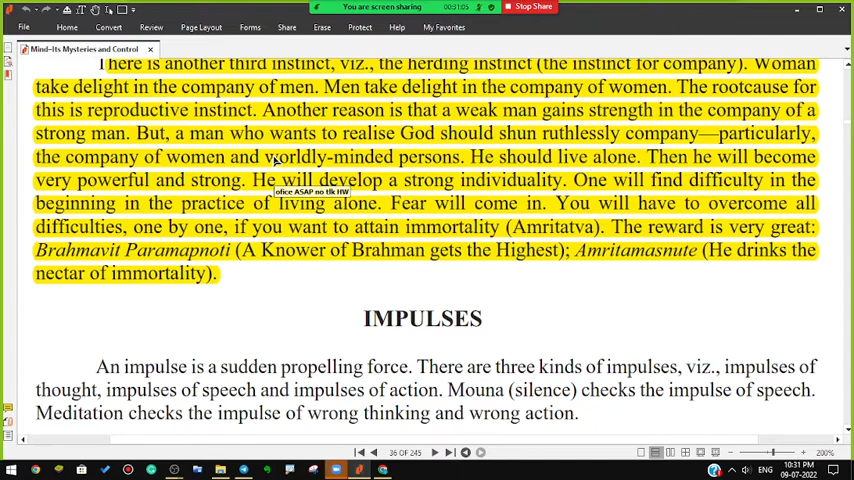 You are screen sharing
00:31:05
Stop Share
File Home Convert Review Page Layout Forms Share Erase Protect My Favorites
Mind–Its Mysteries and Control
There is another third instinct, viz., the herding instinct (the instinct for company). Woman
take delight in the company of men. Men take delight in the company of women. The rootcause for
this is reproductive instinct. Another reason is that a weak man gains strength in the company of a
strong man. But, a man who wants to realise God should shun ruthlessly company—particularly,
the company of women and worldly-minded persons. He should live alone. Then he will become
very powerful and strong. He will develop a strong individuality. One will find difficulty in the
ofice ASAP no tlk HW
beginning in the practice of living alone. Fear will come in. You will have to overcome all
difficulties, one by one, if you want to attain immortality (Amritatva). The reward is very great:
Brahmavit Paramapnoti (A Knower of Brahman gets the Highest); Amritamasnute (He drinks the
nectar of immortality).
IMPULSES
An impulse is a sudden propelling force. There are three kinds of impulses, viz., impulses of
thought, impulses of speech and impulses of action. Mouna (silence) checks the impulse of speech.
Meditation checks the impulse of wrong thinking and wrong action.
36 OF 245
200%
ENG
10:31 PM
09-07-2022